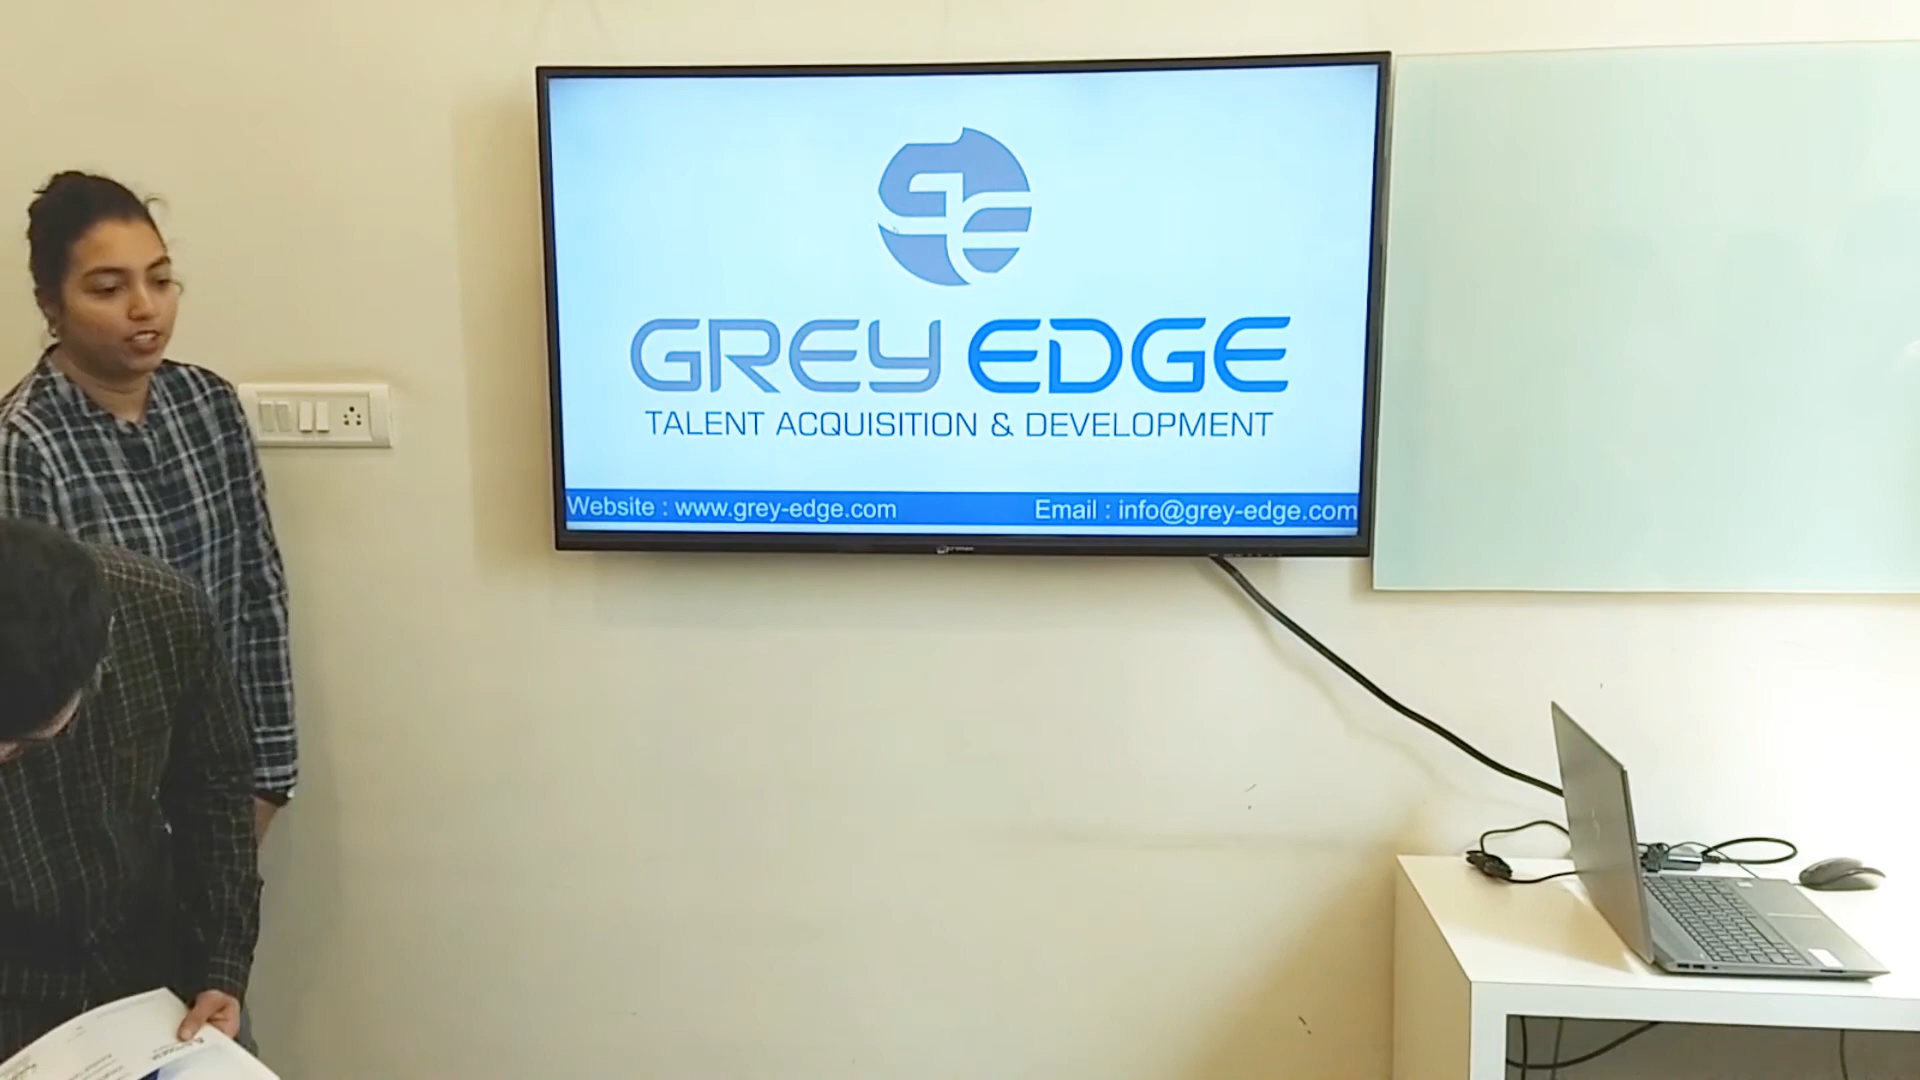 GREY EDGE
TALENT ACQUISITION & DEVELOPMENT
Website : www.grey-edge.com
Email : info@grey-edge.com